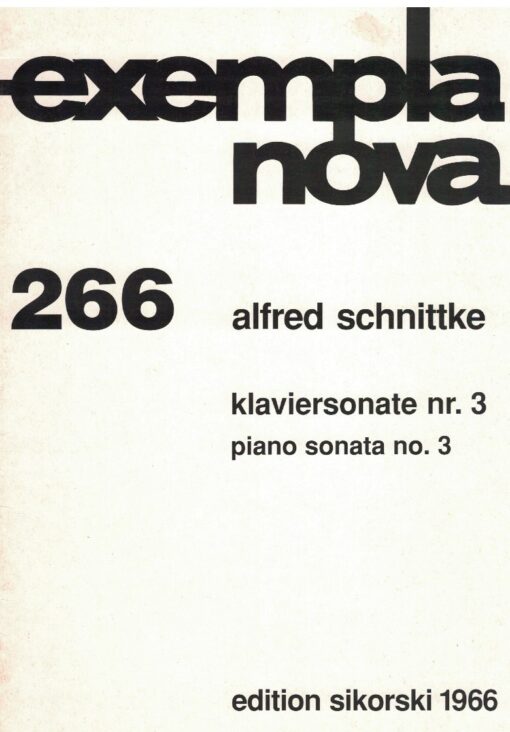 exempla
nova
266
alfred schnittke
klaviersonate nr. 3
piano sonata no. 3
edition sikorski 1966